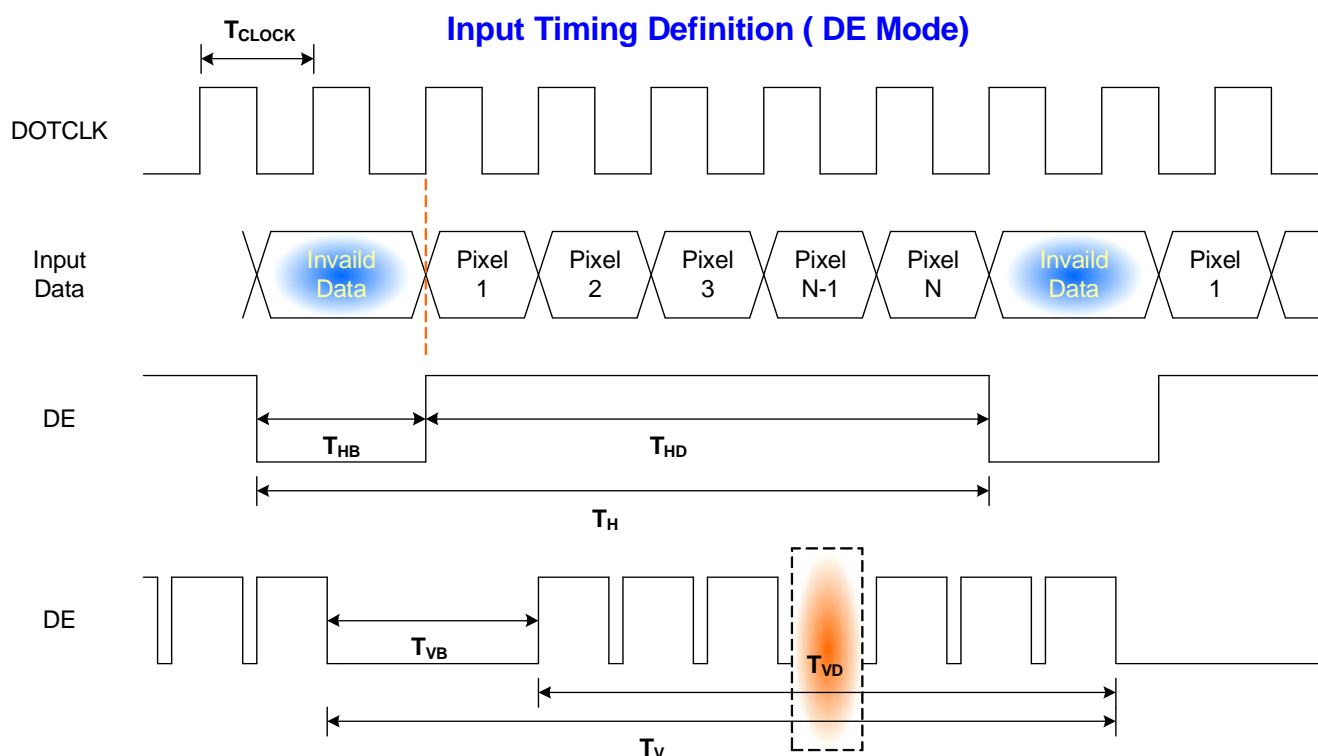 Input Timing Definition ( DE Mode)
TCLOCK
DOTCLK
Input
Data
Invaild
Data
Pixel
1
Pixel
2
Pixel
3
Pixel
N-1
Pixel
N
Invaild
Data
Pixel
1
DE
THB
THD
TH
DE
TVB
TVD
TV